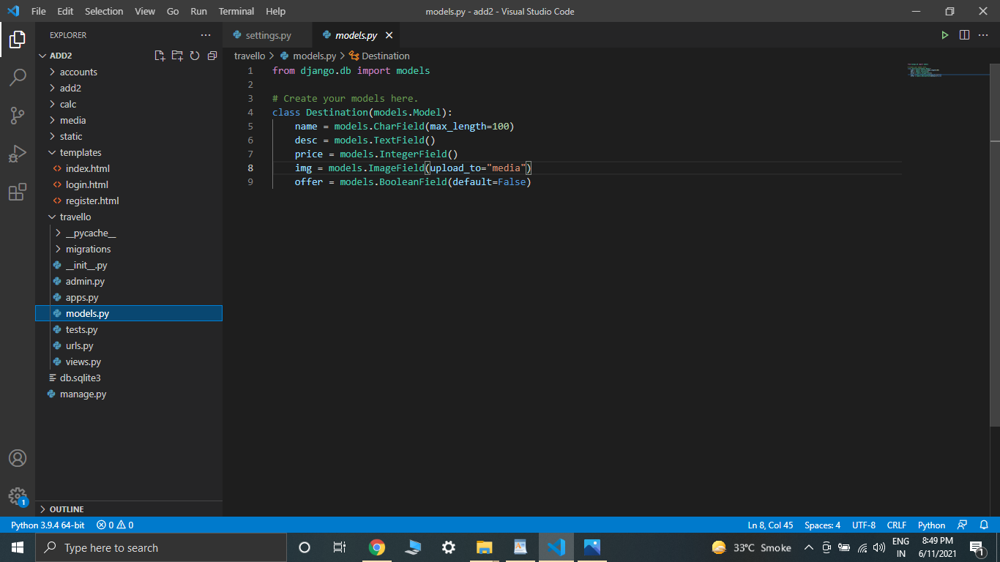 File Edit Selection View Go Run Terminal Help
models.py - add2 - Visual Studio Code
EXPLORER
settings.py
models.py
ADD2
accounts
add2
calc
media
static
templates
index.html
login.html
register.html
travello
__pycache__
migrations
__init__.py
admin.py
apps.py
models.py
tests.py
urls.py
views.py
db.sqlite3
manage.py
OUTLINE
travello > models.py > Destination
1 from django.db import models
2
3 # Create your models here.
4 class Destination(models.Model):
5 name = models.CharField(max_length=100)
6 desc = models.TextField()
7 price = models.IntegerField()
8 img = models.ImageField(upload_to="media")
9 offer = models.BooleanField(default=False)
1
Python 3.9.4 64-bit 0 0
Ln 8, Col 45 Spaces: 4 UTF-8 CRLF Python
Type here to search
33°C Smoke
ENG
IN
8:49 PM
6/11/2021
1